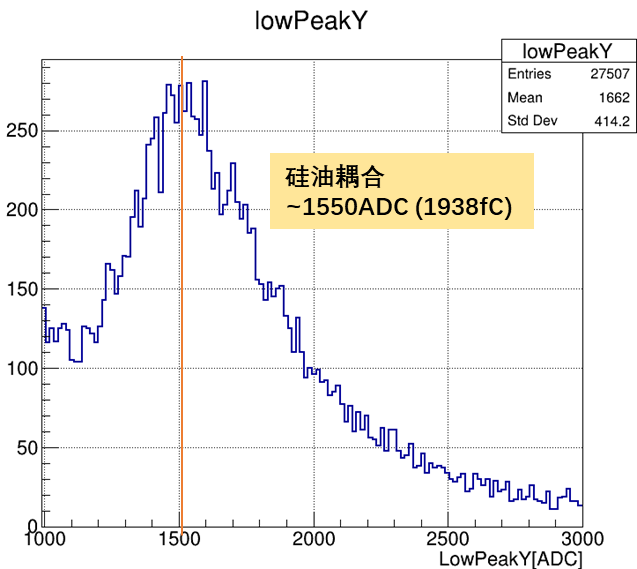 lowPeakY
lowPeakY
Entries 27507
Mean 1662
Std Dev 414.2
硅油耦合
~1550ADC (1938fC)
250
200
150
100
50
0
1000 1500 2000 2500 3000
LowPeakY[ADC]